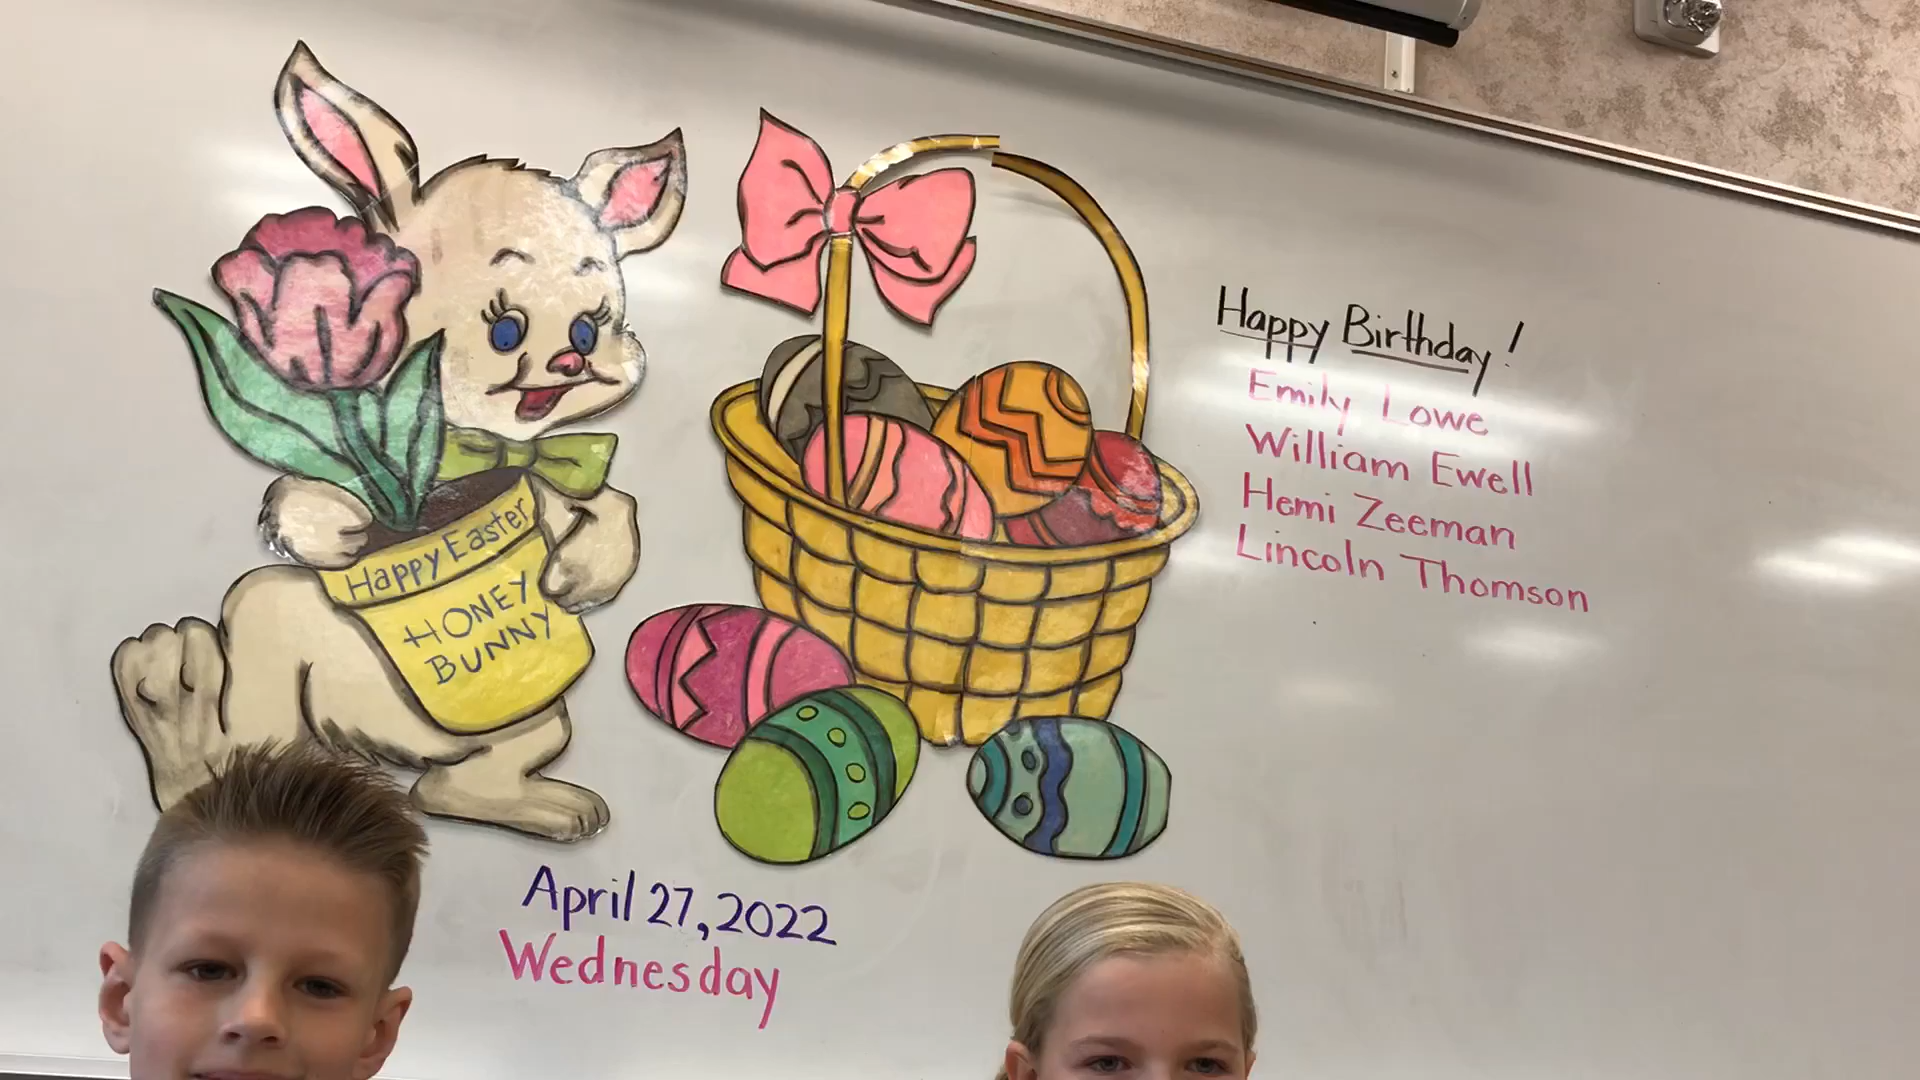 Happy Easter
HONEY
BUNNY
Happy Birthday!
Emily Lowe
William Ewell
Hemi Zeeman
Lincoln Thomson
April 27, 2022
Wednesday